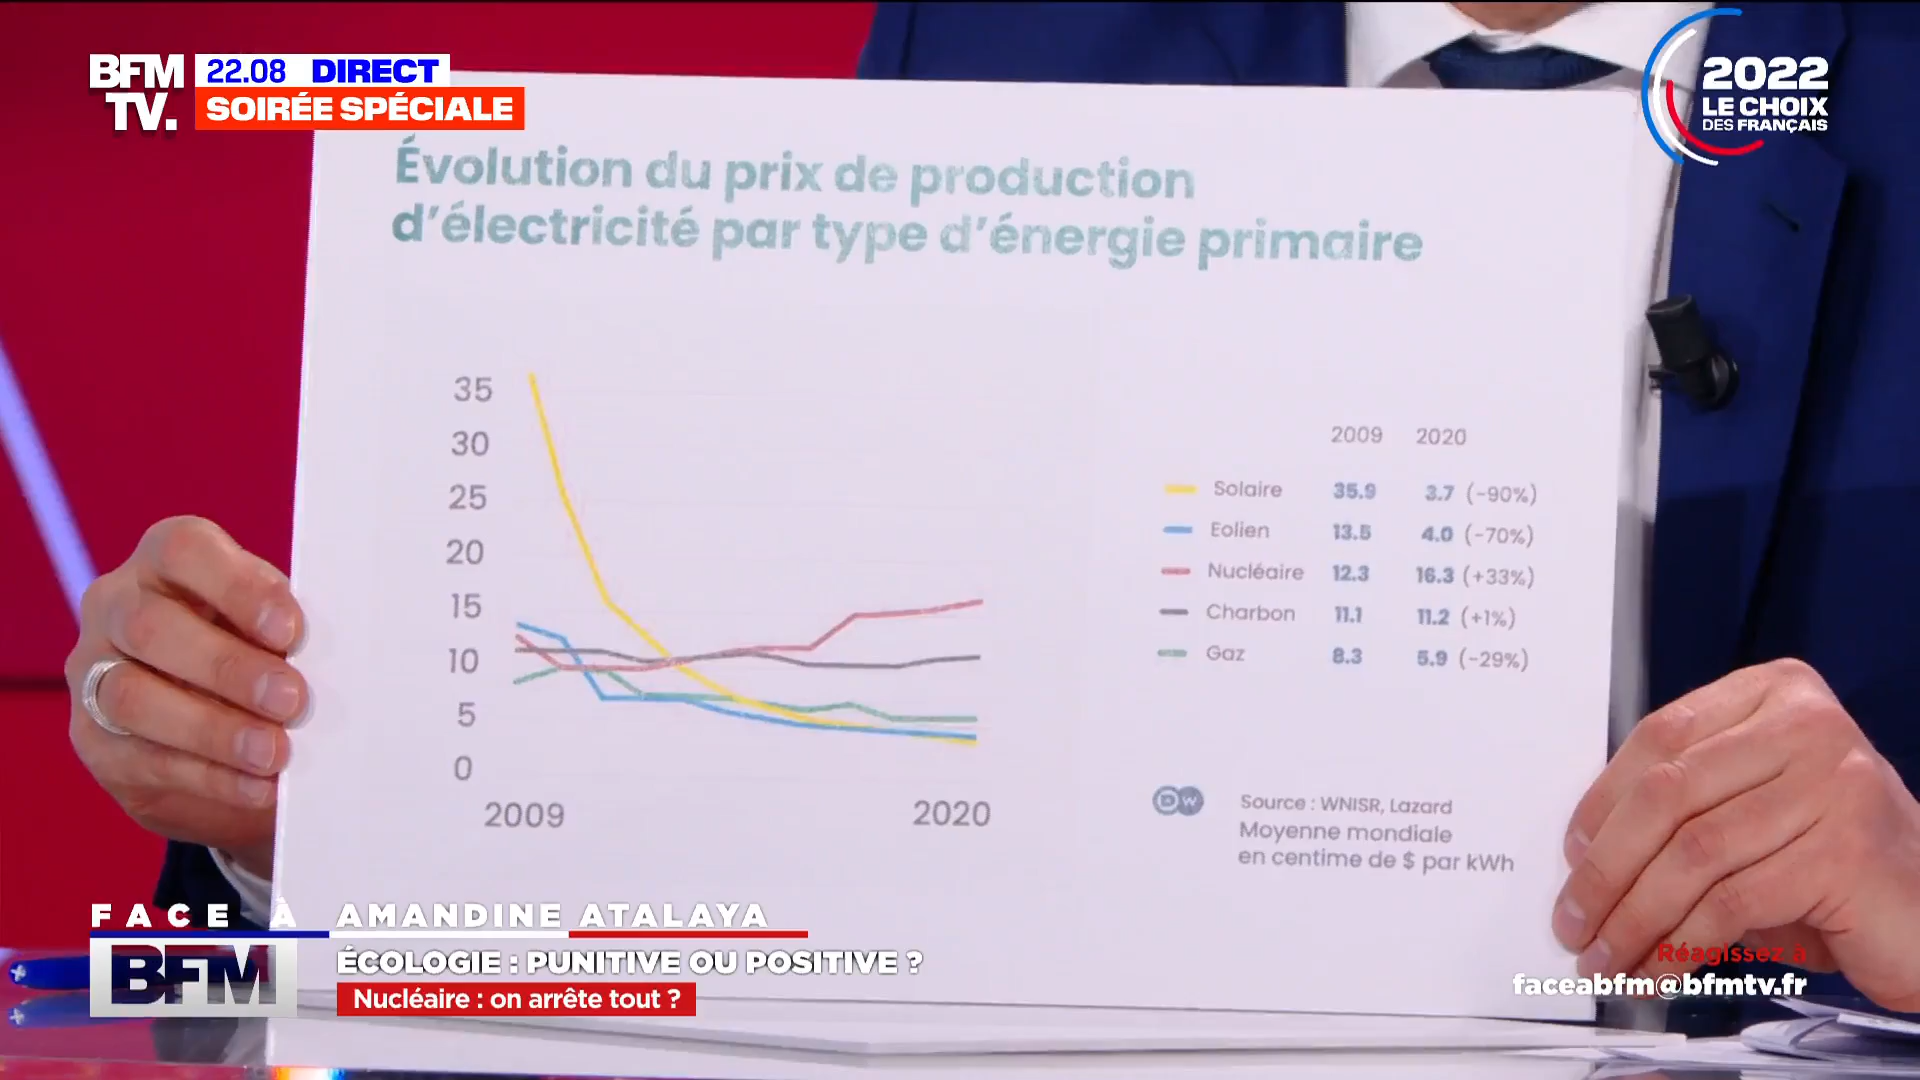 BFM
TV.
22.08 DIRECT
SOIRÉE SPÉCIALE
2022
LE CHOIX
DES FRANÇAIS
Évolution du prix de production
d'électricité par type d'énergie primaire
35
30
25
20
15
10
5
0
2009 2020
2009 2020
Solaire 35.9 3.7 (-90%)
Eolien 13.5 4.0 (-70%)
Nucléaire 12.3 16.3 (+33%)
Charbon 11.1 11.2 (+1%)
Gaz 8.3 5.9 (-29%)
DW
Source : WNISR, Lazard
Moyenne mondiale
en centime de $ par kWh
FACE À AMANDINE ATALAYA
BFM
ÉCOLOGIE : PUNITIVE OU POSITIVE ?
Nucléaire : on arrête tout ?
Réagissez à
faceabfm@bfmtv.fr